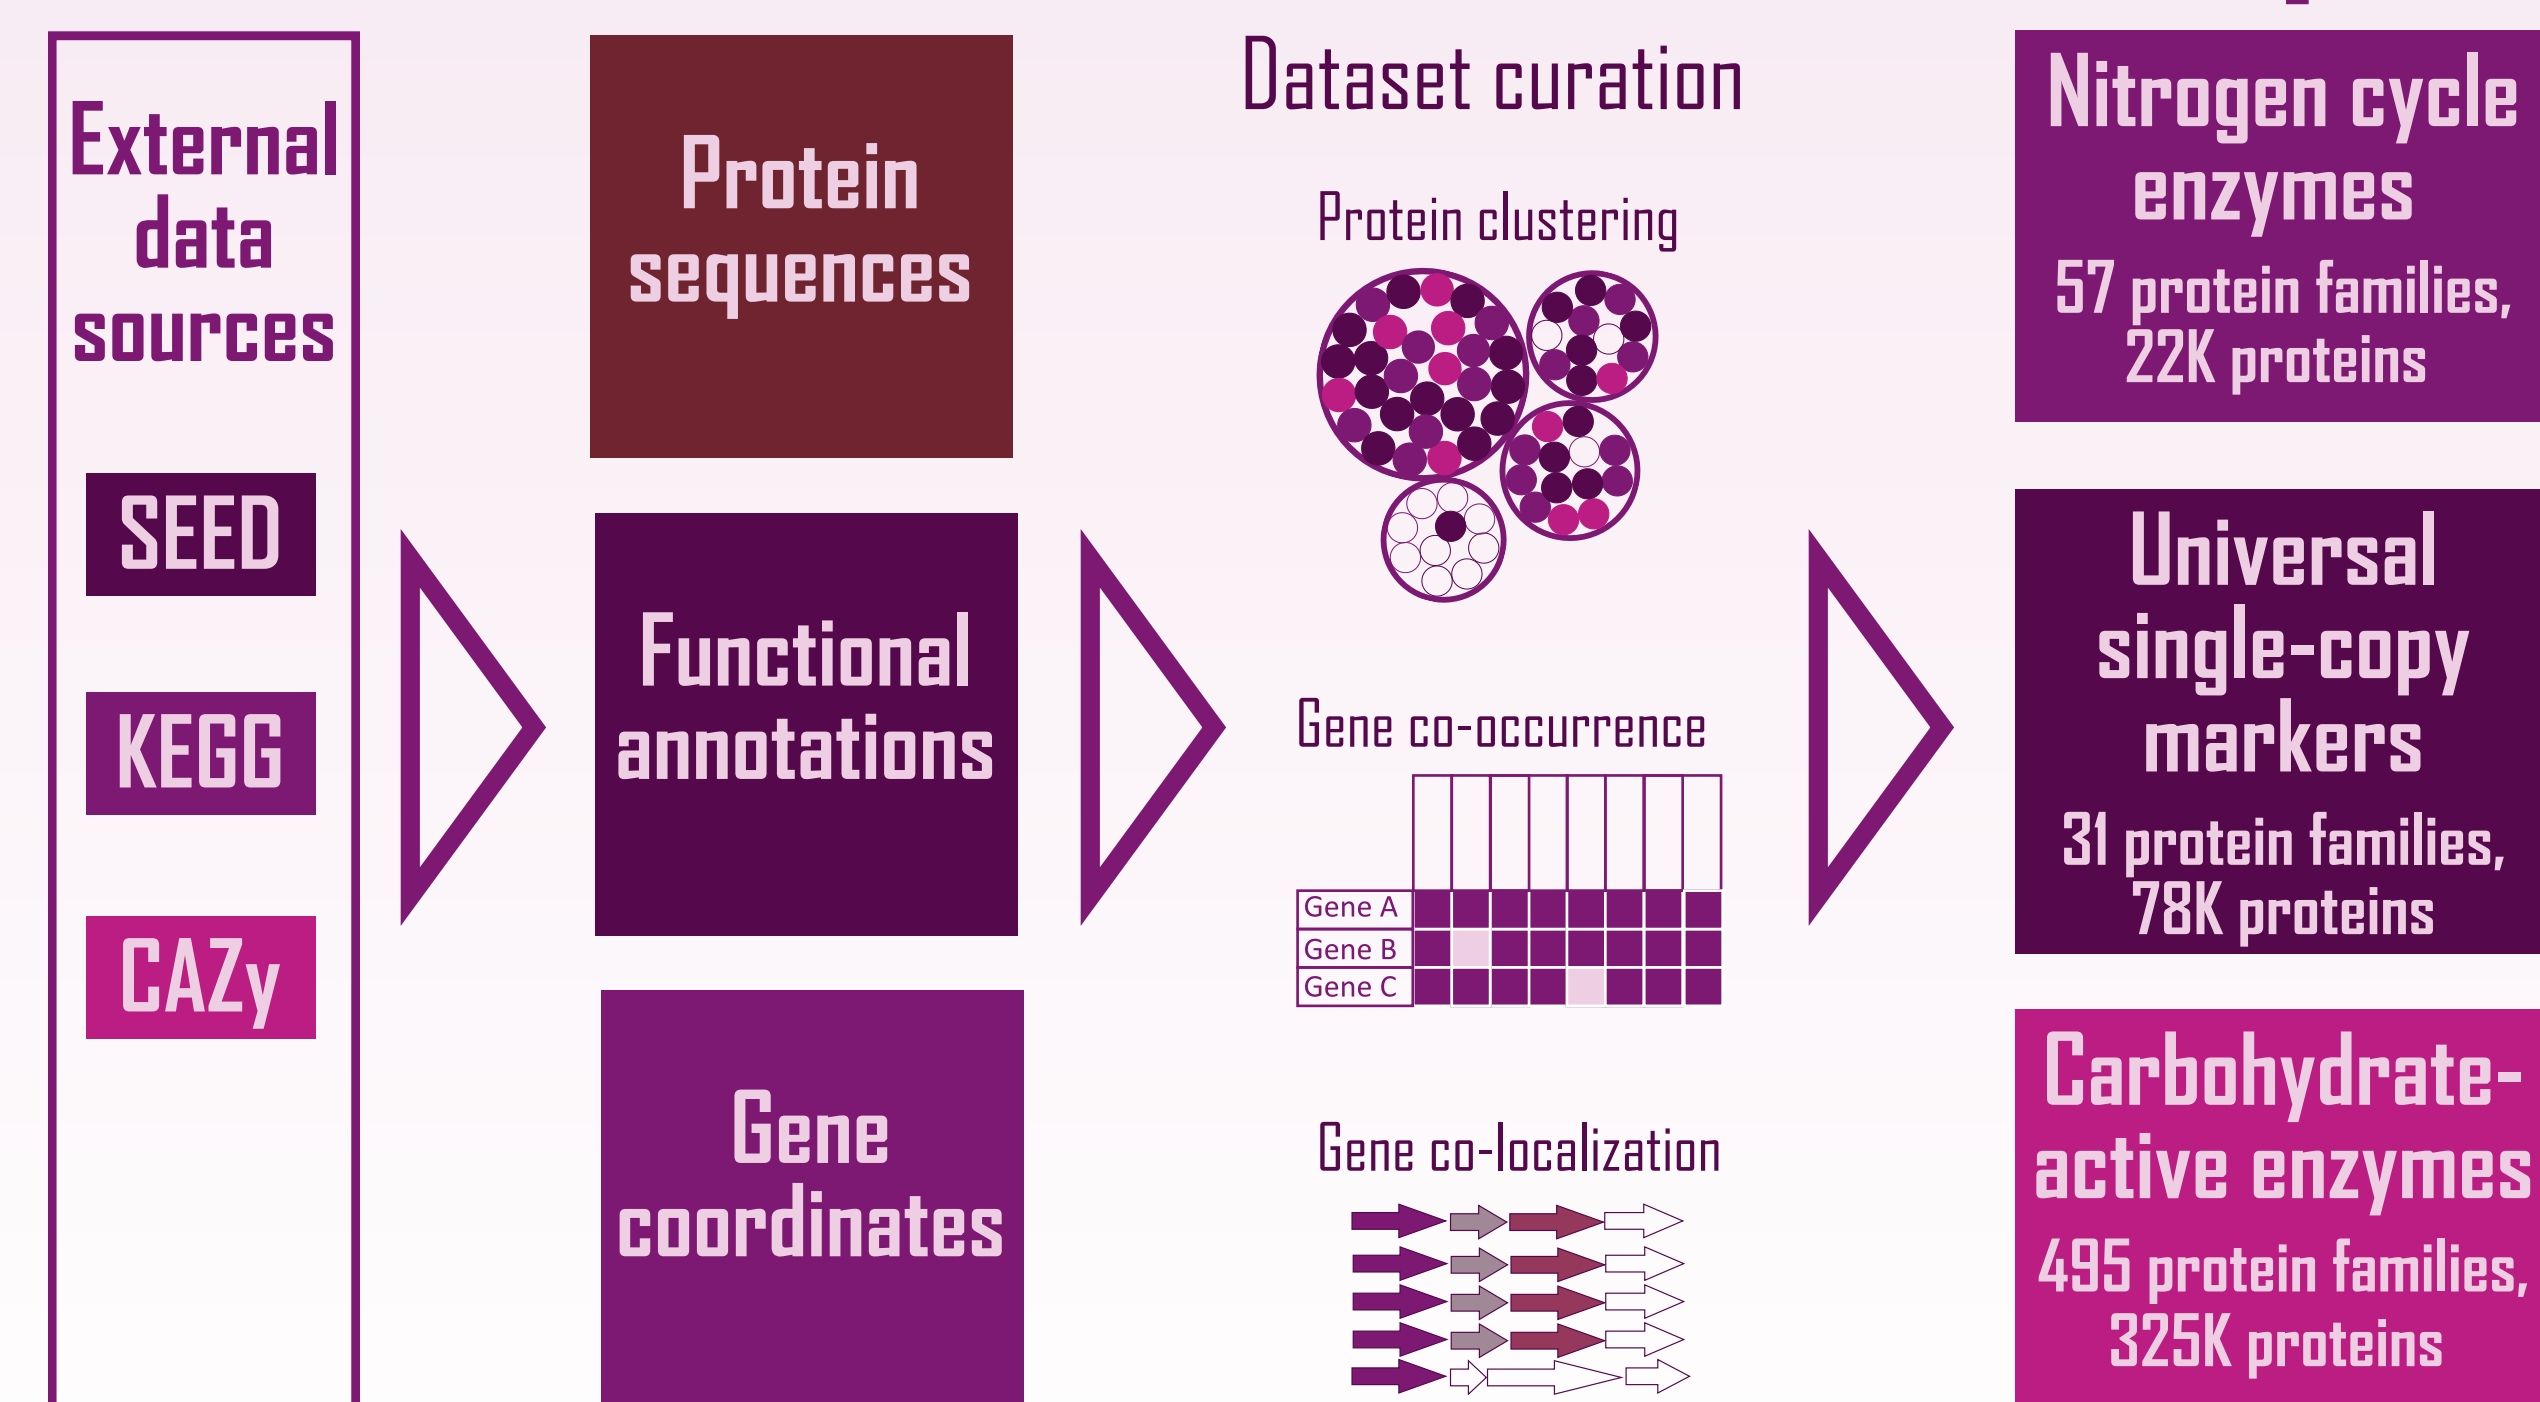 External
data
sources
SEED
KEGG
CAZy
Protein
sequences
Functional
annotations
Gene
coordinates
Dataset curation
Protein clustering
Gene co-occurrence
Gene A
Gene B
Gene C
Gene co-localization
Nitrogen cycle
enzymes
57 protein families,
22K proteins
Universal
single-copy
markers
31 protein families,
78K proteins
Carbohydrate-
active enzymes
495 protein families,
325K proteins